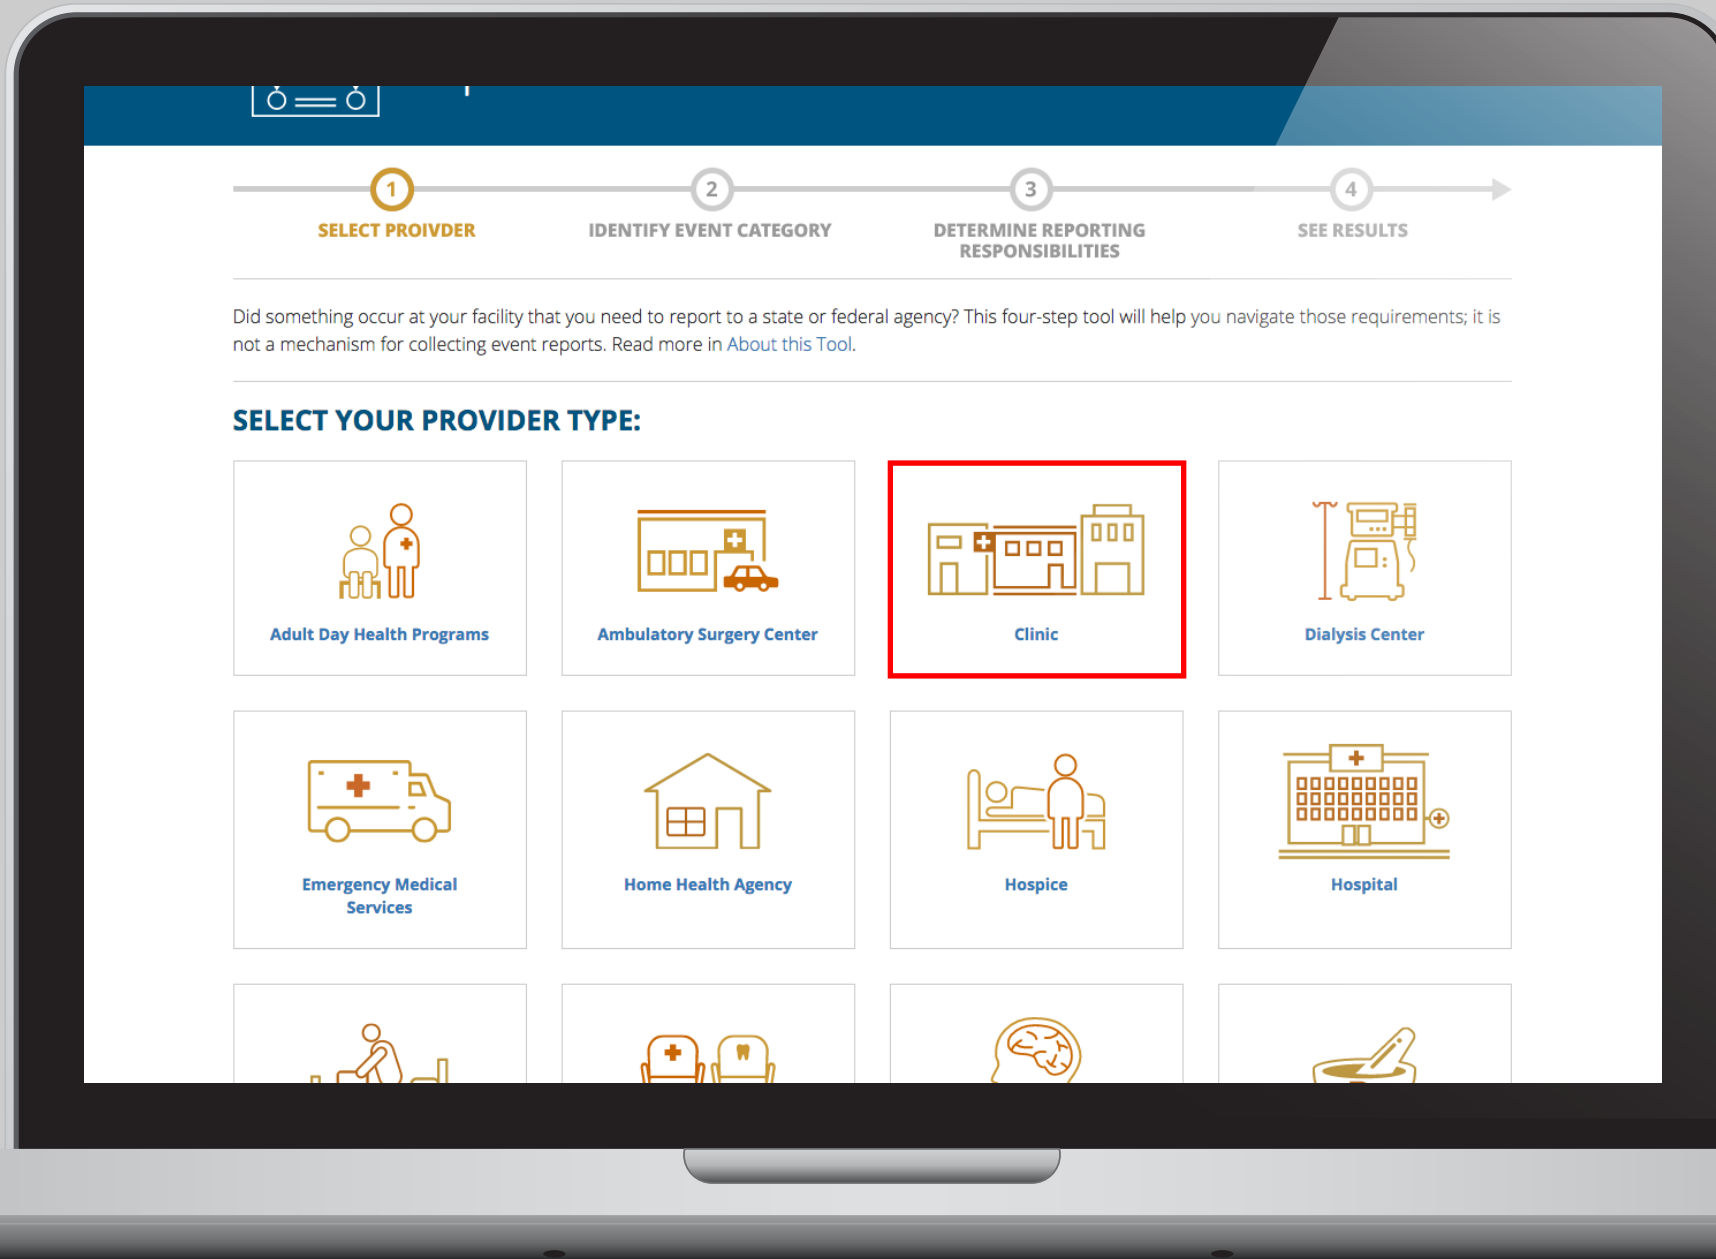 1
2
3
4
SELECT PROIVDER
IDENTIFY EVENT CATEGORY
DETERMINE REPORTING
RESPONSIBILITIES
SEE RESULTS
Did something occur at your facility that you need to report to a state or federal agency? This four-step tool will help you navigate those requirements; it is
not a mechanism for collecting event reports. Read more in About this Tool.
SELECT YOUR PROVIDER TYPE:
Adult Day Health Programs
Ambulatory Surgery Center
Clinic
Dialysis Center
Emergency Medical
Services
Home Health Agency
Hospice
Hospital